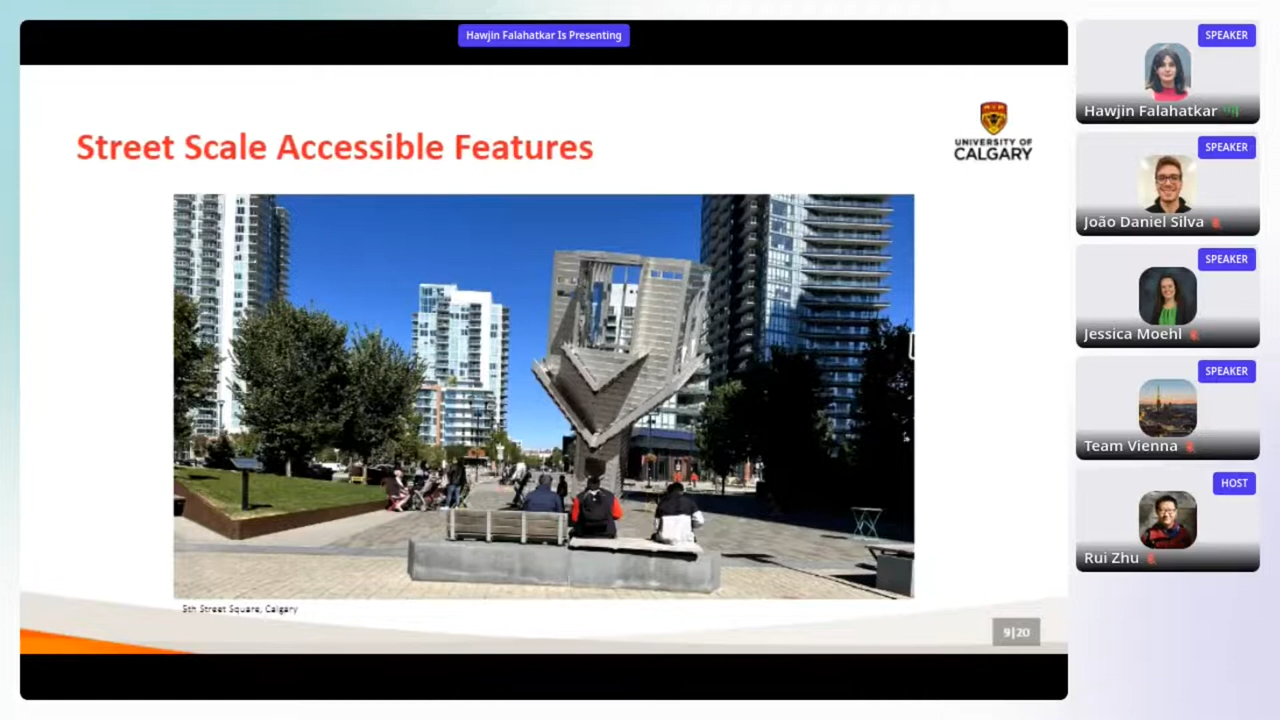 Hawjin Falahatkar Is Presenting
Street Scale Accessible Features
UNIVERSITY OF
CALGARY
5th Street Square, Calgary
9|20
SPEAKER
Hawjin Falahatkar
SPEAKER
João Daniel Silva
SPEAKER
Jessica Moehl
SPEAKER
Team Vienna
HOST
Rui Zhu